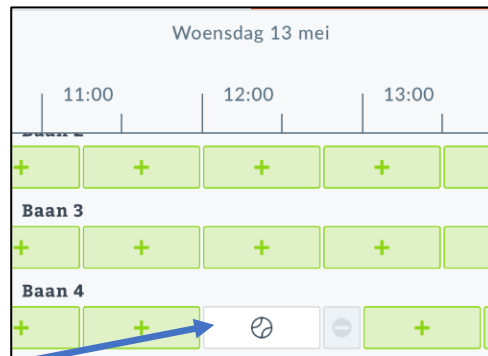 Woensdag 13 mei
11:00 12:00 13:00
+ + + +
Baan 3
+ + + +
Baan 4
+ + +